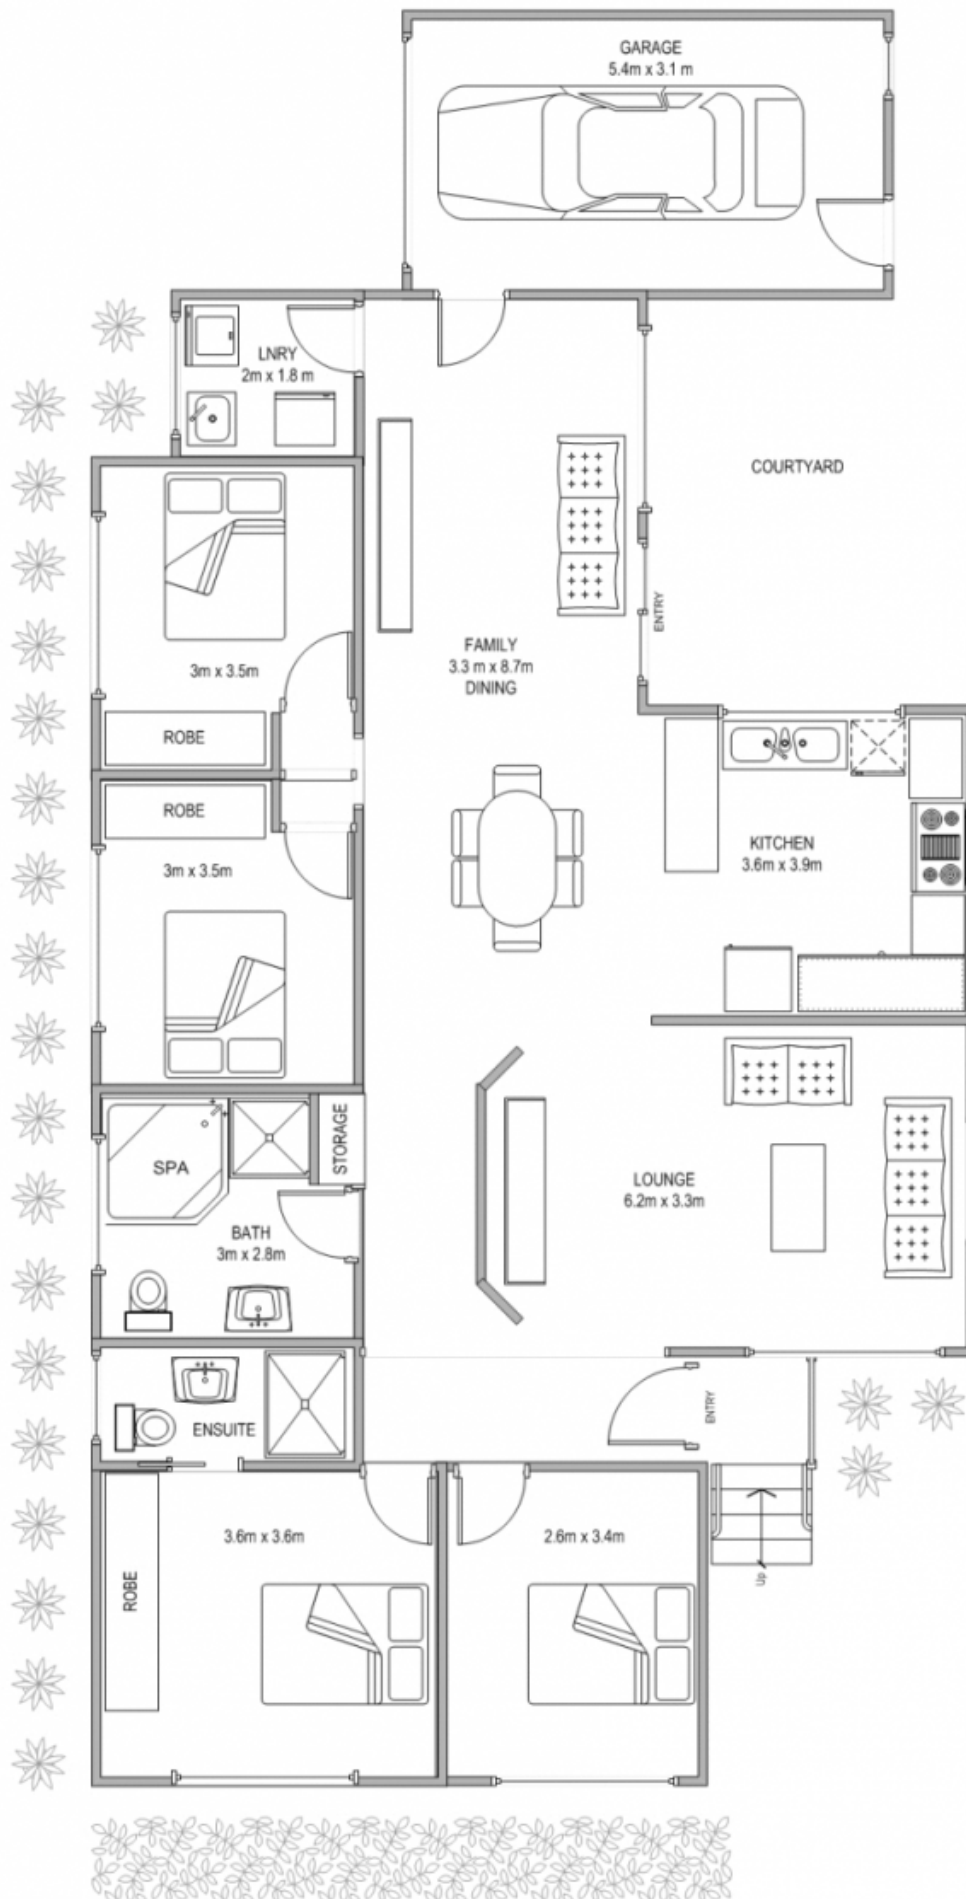 GARAGE
5.4m x 3.1 m
LNRY
2m x 1.8 m
COURTYARD
ENTRY
FAMILY
3.3 m x 8.7m
DINING
3m x 3.5m
ROBE
ROBE
3m x 3.5m
KITCHEN
3.6m x 3.9m
STORAGE
SPA
BATH
3m x 2.8m
LOUNGE
6.2m x 3.3m
ENSUITE
ENTRY
3.6m x 3.6m
2.6m x 3.4m
ROBE
Up